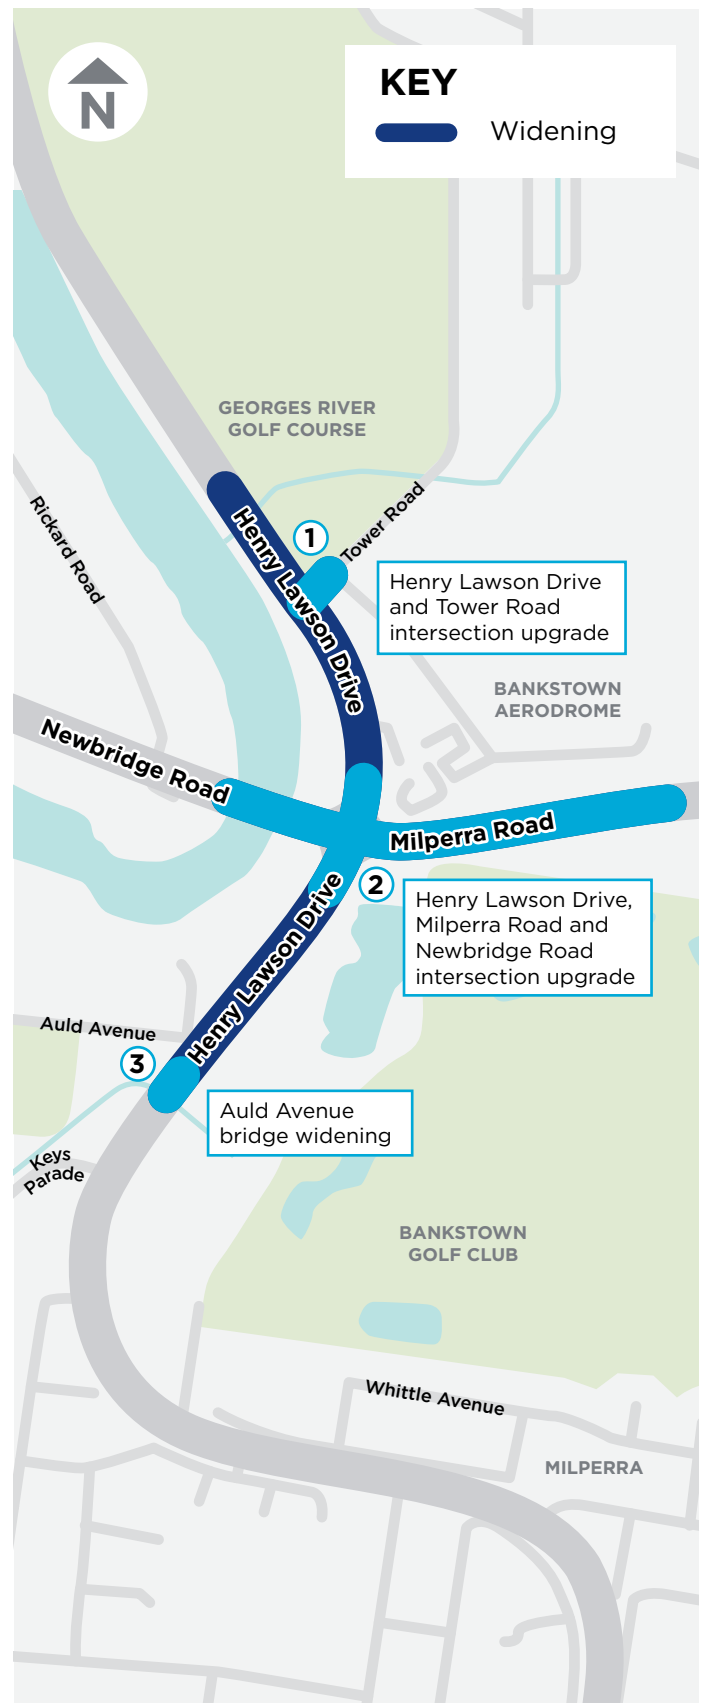 N
KEY
Widening
GEORGES RIVER
GOLF COURSE
Rickard Road
Henry Lawson Drive
1
Tower Road
Henry Lawson Drive
and Tower Road
intersection upgrade
BANKSTOWN
AERODROME
Newbridge Road
Milperra Road
Henry Lawson Drive
2
Henry Lawson Drive,
Milperra Road and
Newbridge Road
intersection upgrade
Auld Avenue
3
Auld Avenue
bridge widening
Keys
Parade
BANKSTOWN
GOLF CLUB
Whittle Avenue
MILPERRA